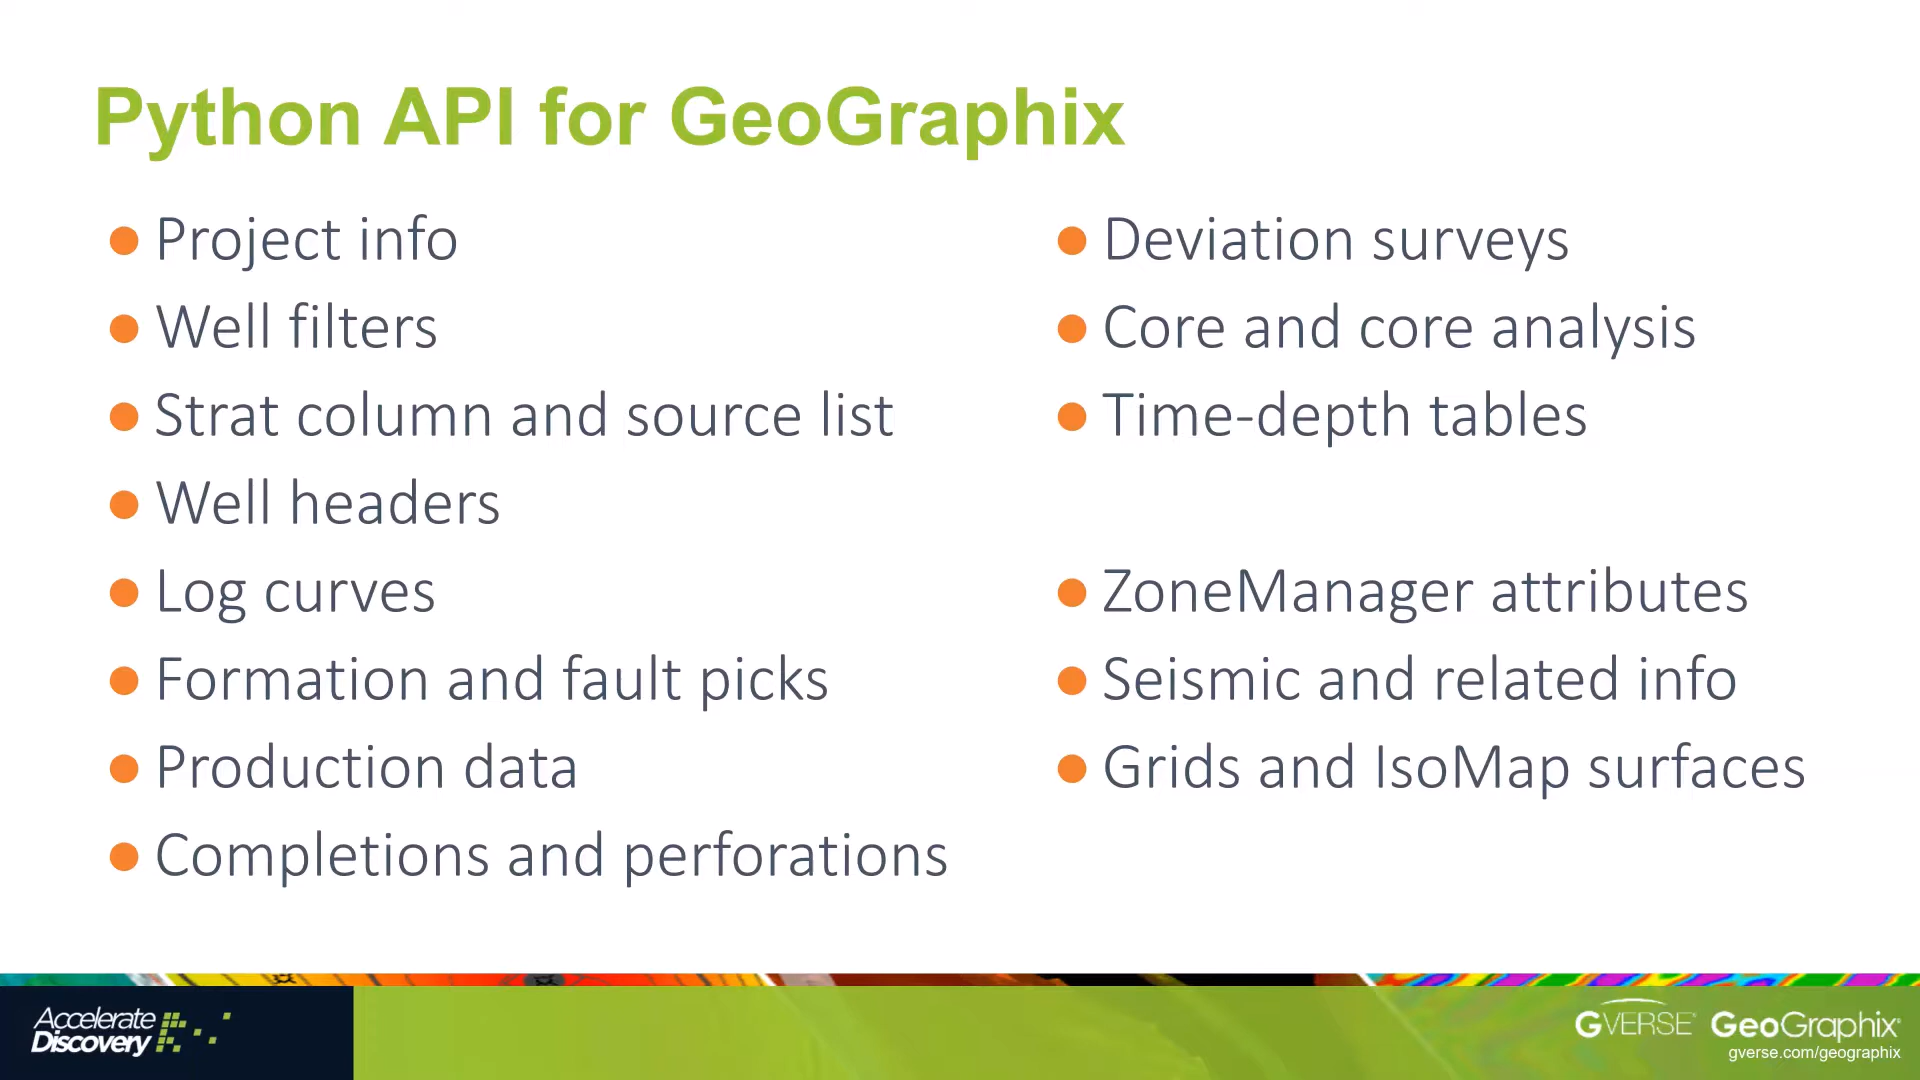 Python API for GeoGraphix
Project info
Well filters
Strat column and source list
Well headers
Log curves
Formation and fault picks
Production data
Completions and perforations
Deviation surveys
Core and core analysis
Time-depth tables
ZoneManager attributes
Seismic and related info
Grids and IsoMap surfaces
Accelerate
Discovery
GVERSE® GeoGraphix®
gverse.com/geographix